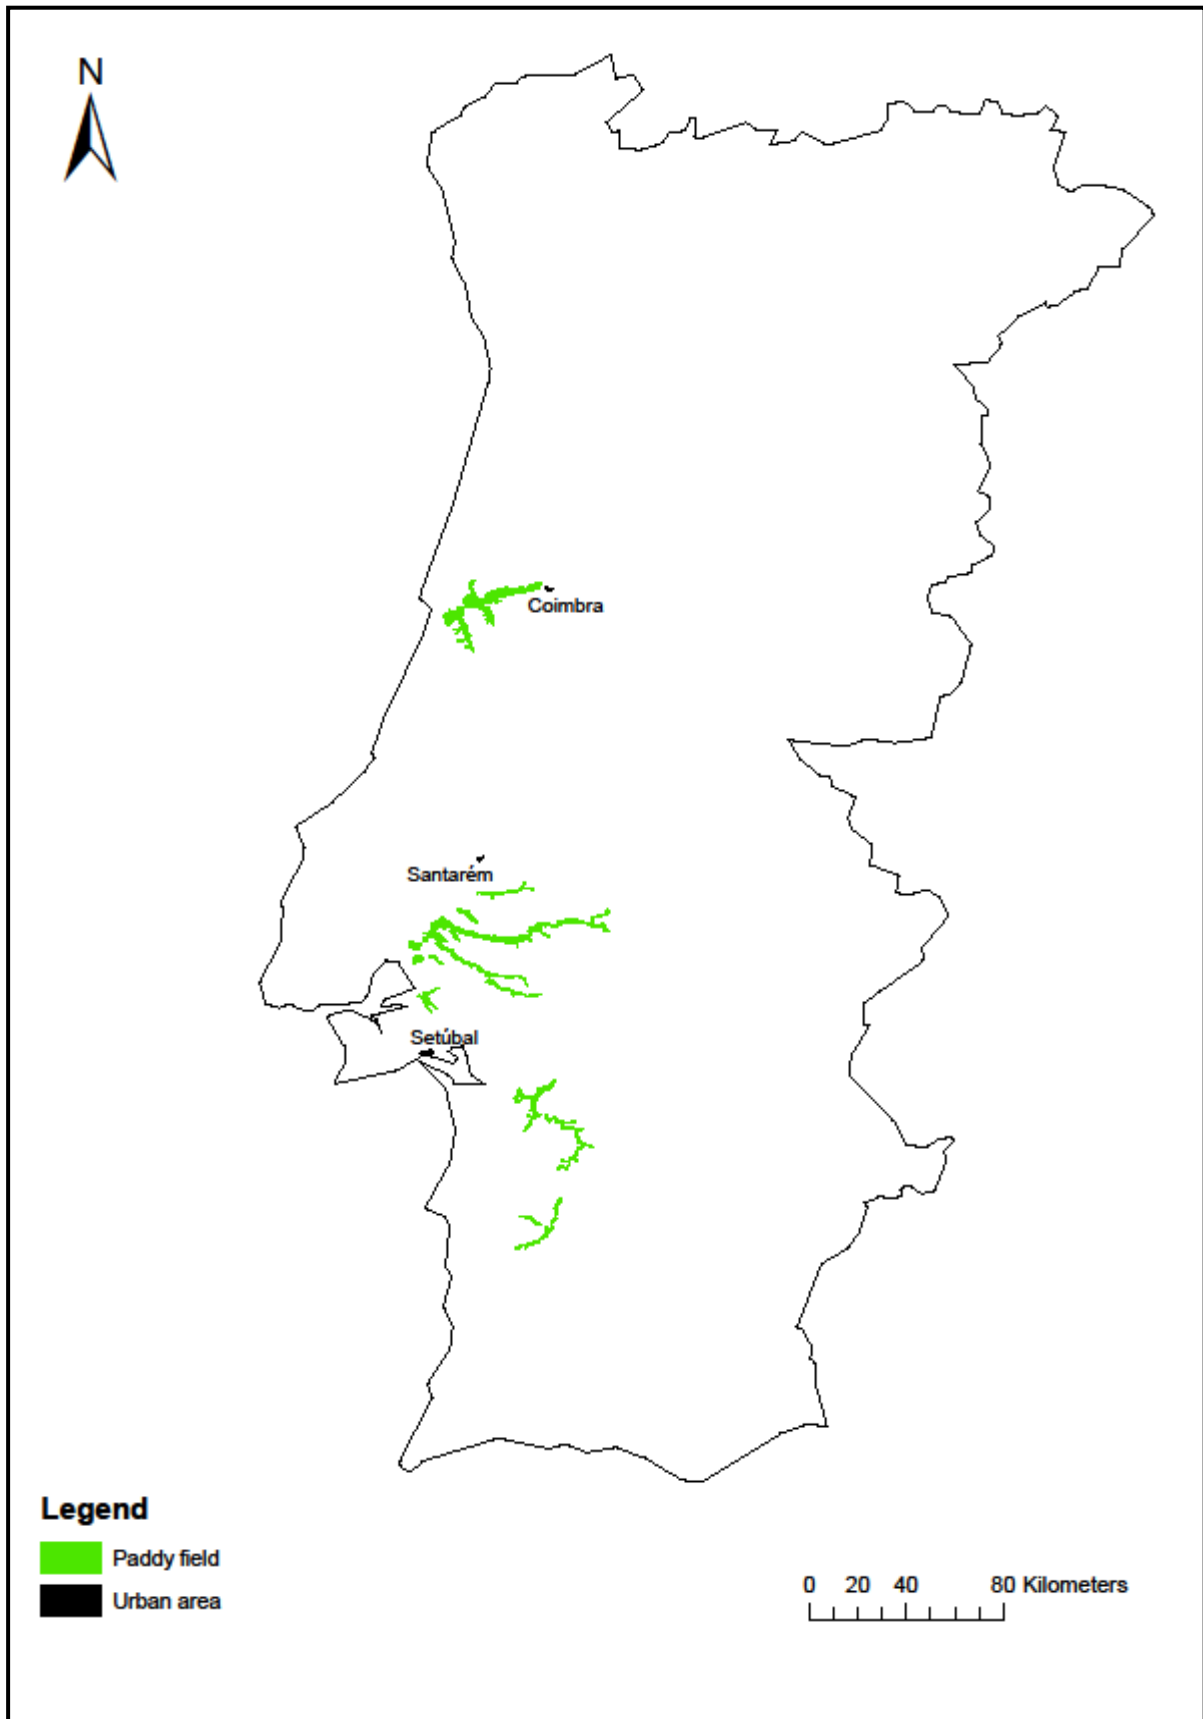 N
Coimbra
Santarém
Setúbal
Legend
Paddy field
Urban area
0 20 40 80 Kilometers